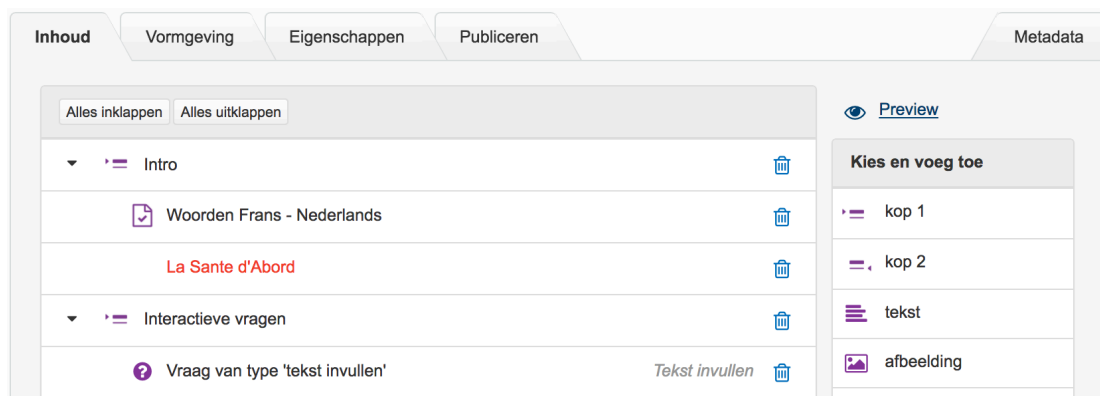 Inhoud Vormgeving Eigenschappen Publiceren Metadata
Alles inklappen Alles uitklappen
Preview
Intro
Woorden Frans - Nederlands
La Sante d'Abord
Interactieve vragen
Vraag van type 'tekst invullen' Tekst invullen
Kies en voeg toe
kop 1
kop 2
tekst
afbeelding